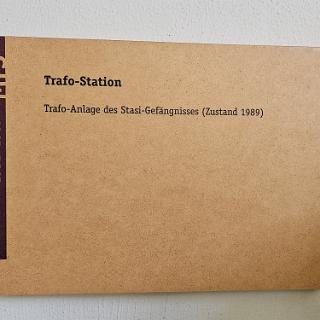 Trafo-Station
Trafo-Anlage des Stasi-Gefängnisses (Zustand 1989)